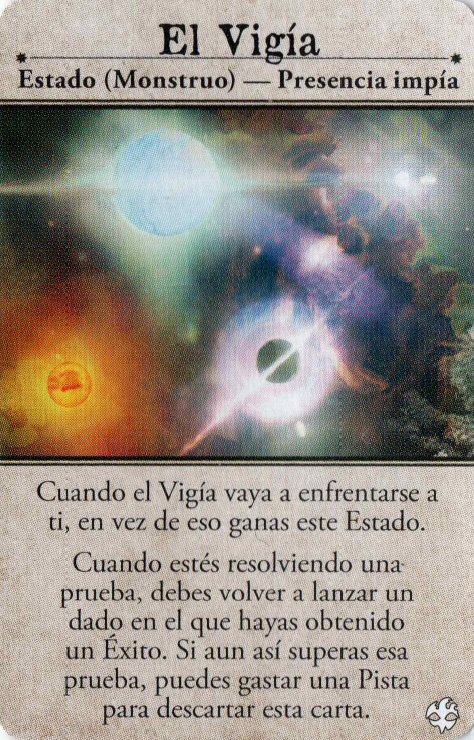 El Vigía
Estado (Monstruo) — Presencia impía
Cuando el Vigía vaya a enfrentarse a
ti, en vez de eso ganas este Estado.
Cuando estés resolviendo una
prueba, debes volver a lanzar un
dado en el que hayas obtenido
un Éxito. Si aun así superas esa
prueba, puedes gastar una Pista
para descartar esta carta.